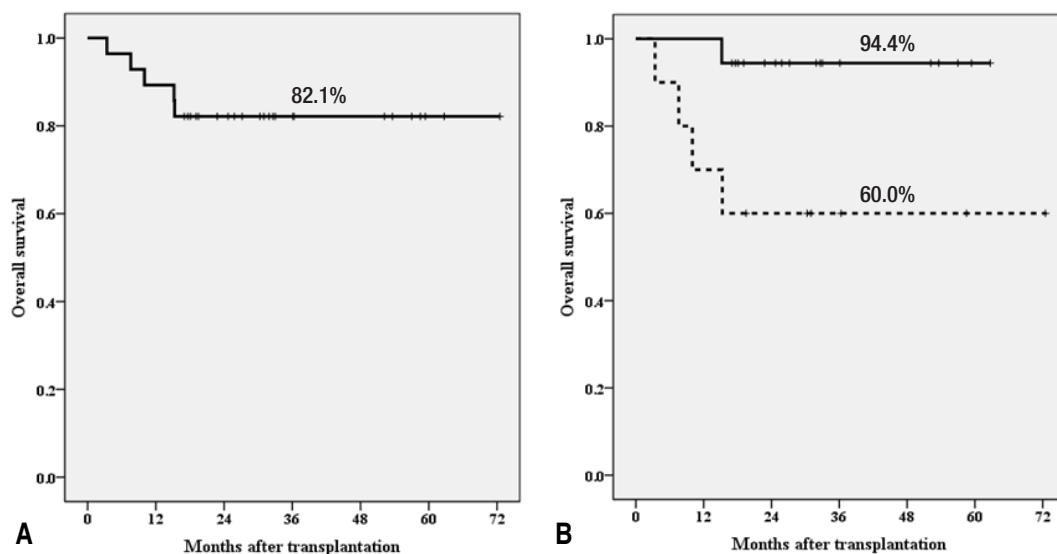 1.0
0.8
0.6
0.4
0.2
0.0
Overall survival
82.1%
0 12 24 36 48 60 72
Months after transplantation
A
1.0
0.8
0.6
0.4
0.2
0.0
Overall survival
94.4%
60.0%
0 12 24 36 48 60 72
Months after transplantation
B